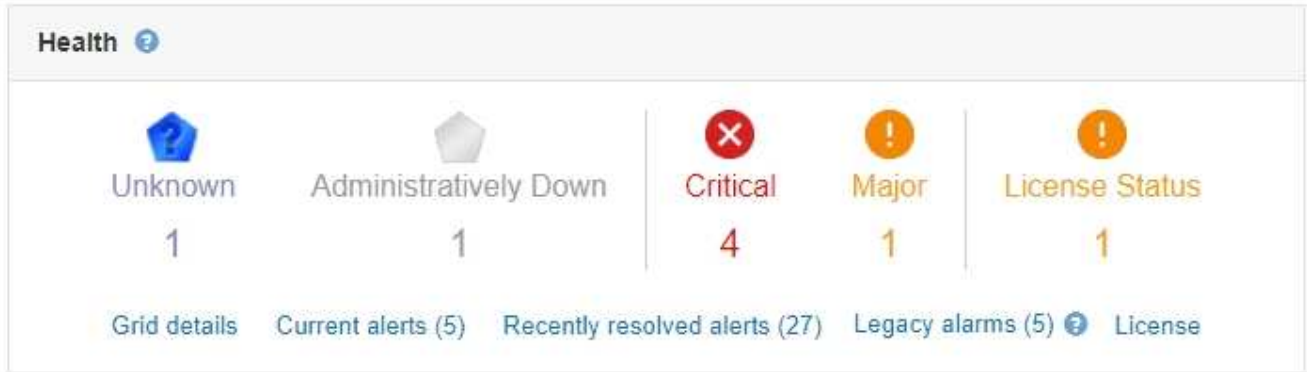 Health
Unknown Administratively Down Critical Major License Status
1 1 4 1 1
Grid details Current alerts (5) Recently resolved alerts (27) Legacy alarms (5) License